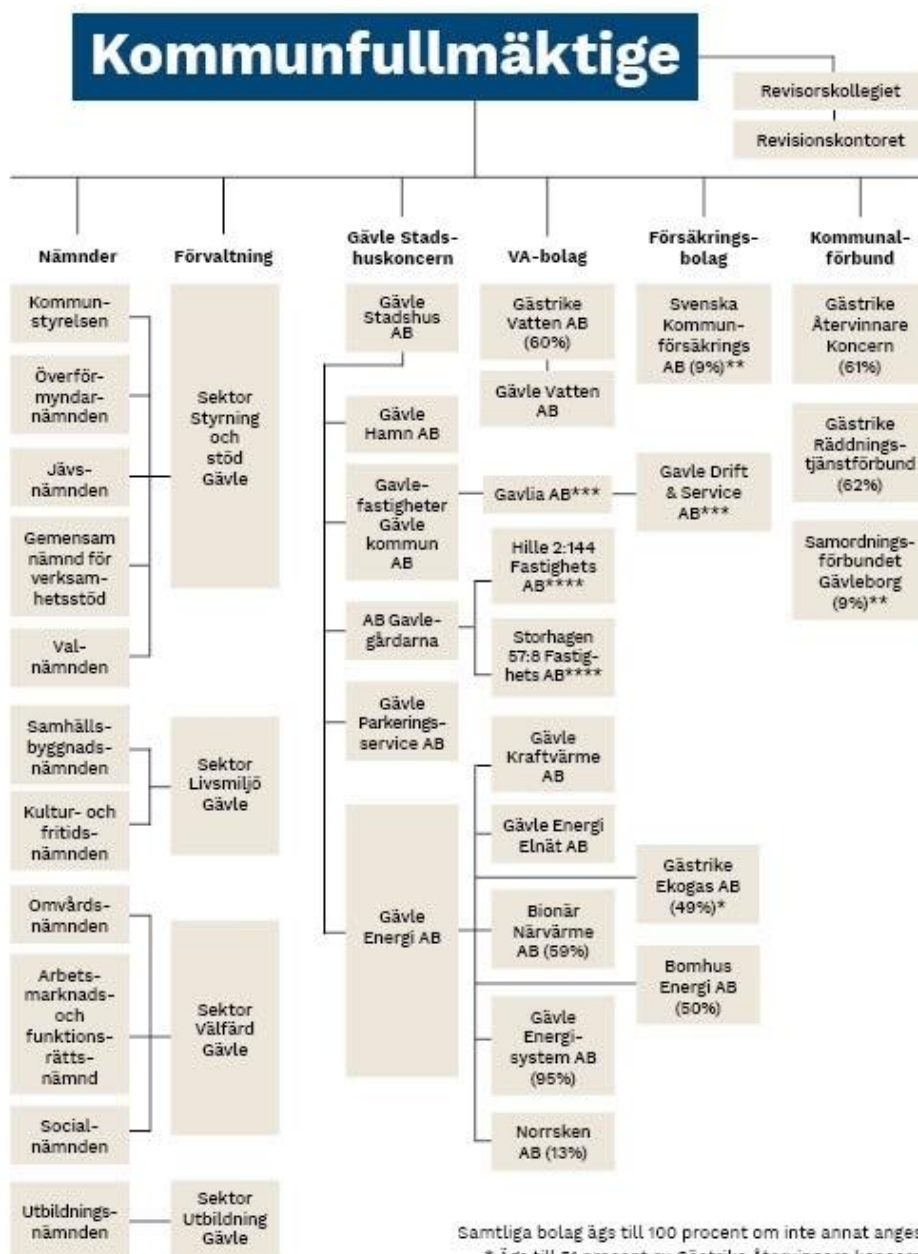 Kommunfullmäktige
Revisorskollegiet
Revisionskontoret
Nämnder
Kommun-
styrelsen
Överför-
myndar-
nämnden
Jävs-
nämnden
Gemensam
nämnd för
verksam-
hetsstöd
Val-
nämnden
Samhälls-
byggnads-
nämnden
Kultur- och
fritids-
nämnden
Omvårds-
nämnden
Arbets-
marknads-
och
funktions-
rätts-
nämnd
Social-
nämnden
Utbildnings-
nämnden
Förvaltning
Sektor
Styrning
och
stöd
Gävle
Sektor
Livsmiljö
Gävle
Sektor
Välfärd
Gävle
Sektor
Utbildning
Gävle
Gävle Stads-
huskoncern
Gävle
Stadshus
AB
Gävle
Hamn AB
Gavle-
fastigheter
Gävle
kommun
AB
AB Gavle-
gårdarna
Gävle
Parkerings-
service AB
Gävle
Energi AB
VA-bolag
Gästrike
Vatten AB
(60%)
Gävle Vatten
AB
Gavlia AB***
Hille 2:144
Fastighets
AB****
Storhagen
57:8 Fastig-
hets AB****
Gävle
Kraftvärme
AB
Gävle Energi
Elnät AB
Bionär
Närvärme
AB (59%)
Gävle
Energi-
system AB
(95%)
Norrsken
AB (13%)
Försäkrings-
bolag
Svenska
Kommun-
försäkrings
AB (9%)**
Gavle Drift
& Service
AB***
Gästrike
Ekogas AB
(49%)*
Bomhus
Energi AB
(50%)
Kommunal-
förbund
Gästrike
Återvinnare
Koncern
(61%)
Gästrike
Räddnings-
tjänstförbund
(62%)
Samordnings-
förbundet
Gävleborg
(9%)**
Samtliga bolag ägs till 100 procent om inte annat anges